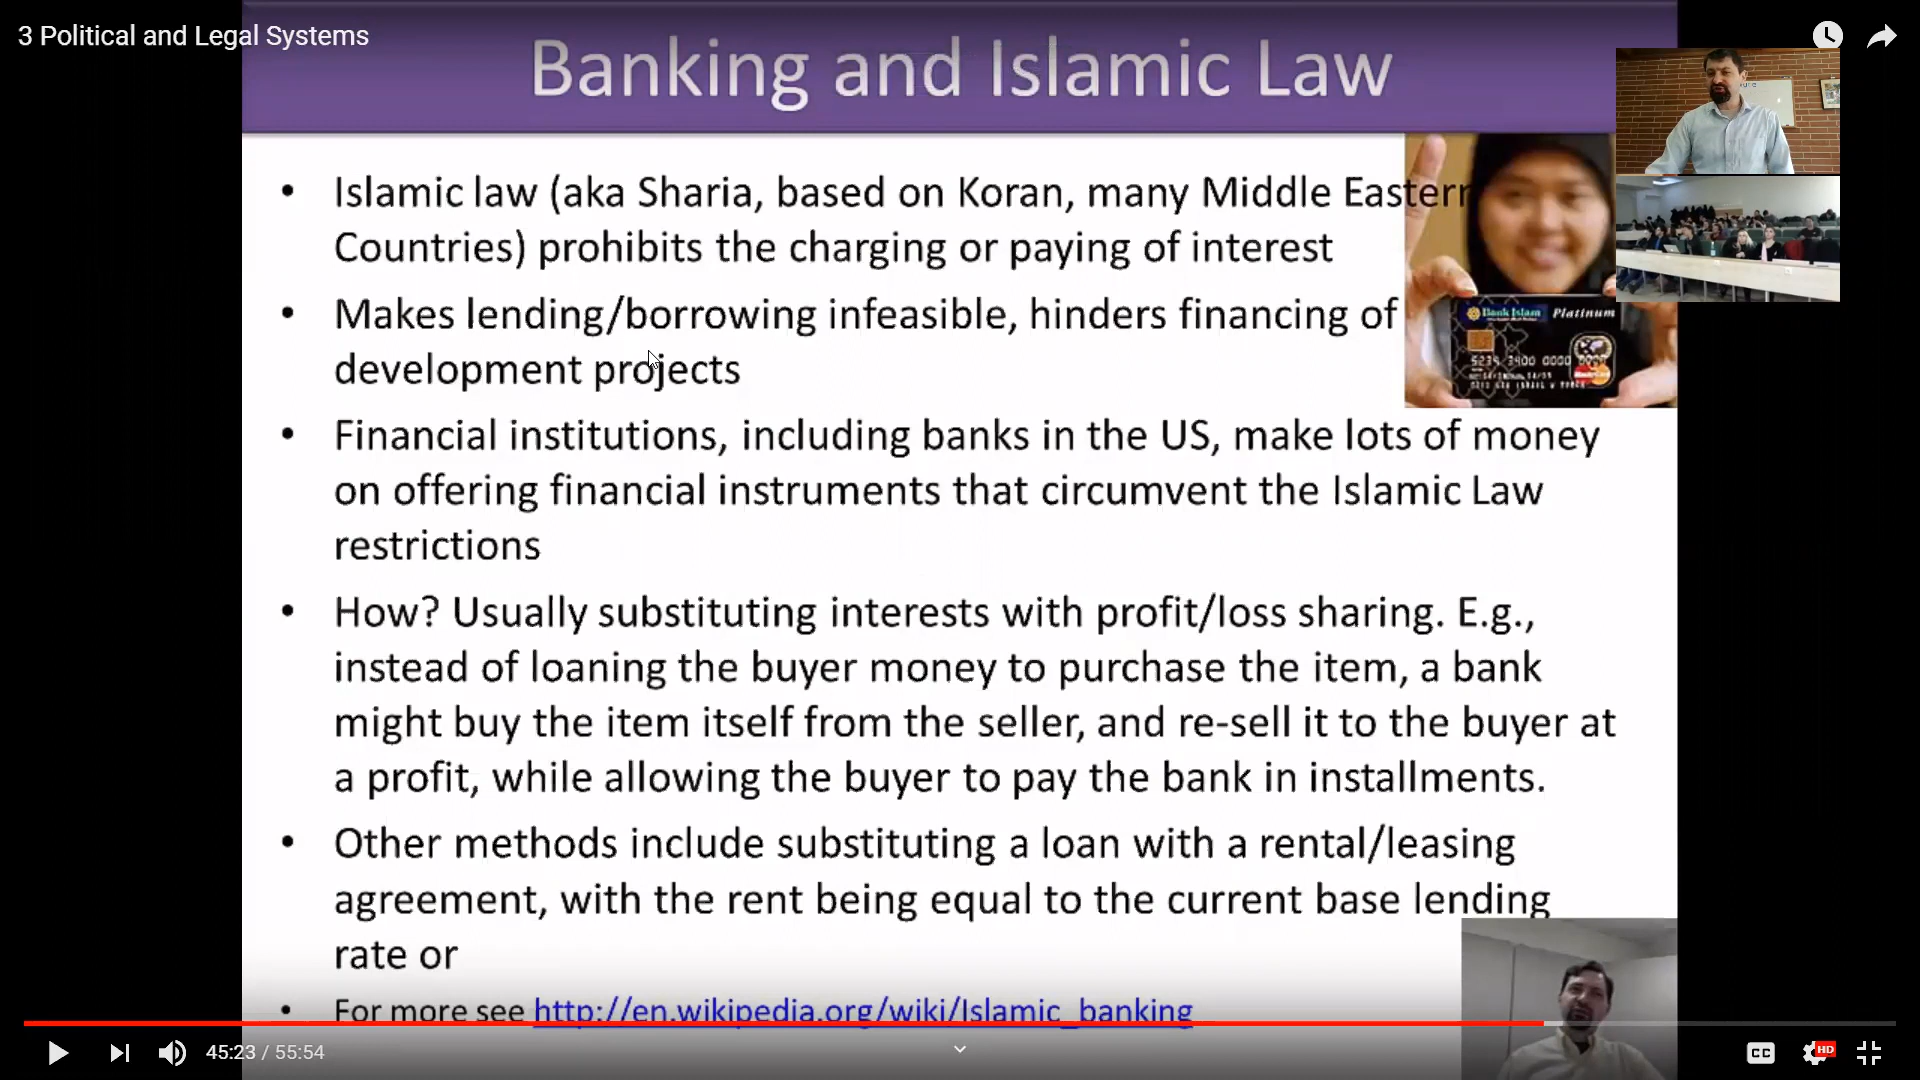 3 Political and Legal Systems
Banking and Islamic Law
• Islamic law (aka Sharia, based on Koran, many Middle Eastern
Countries) prohibits the charging or paying of interest
• Makes lending/borrowing infeasible, hinders financing of
development projects
Bank Islam Platinum
5239 3400 0000
MasterCard
• Financial institutions, including banks in the US, make lots of money
on offering financial instruments that circumvent the Islamic Law
restrictions
• How? Usually substituting interests with profit/loss sharing. E.g.,
instead of loaning the buyer money to purchase the item, a bank
might buy the item itself from the seller, and re-sell it to the buyer at
a profit, while allowing the buyer to pay the bank in installments.
• Other methods include substituting a loan with a rental/leasing
agreement, with the rent being equal to the current base lending
rate or
• For more see http://en.wikipedia.org/wiki/Islamic_banking
45:23 / 55:54
CC
HD